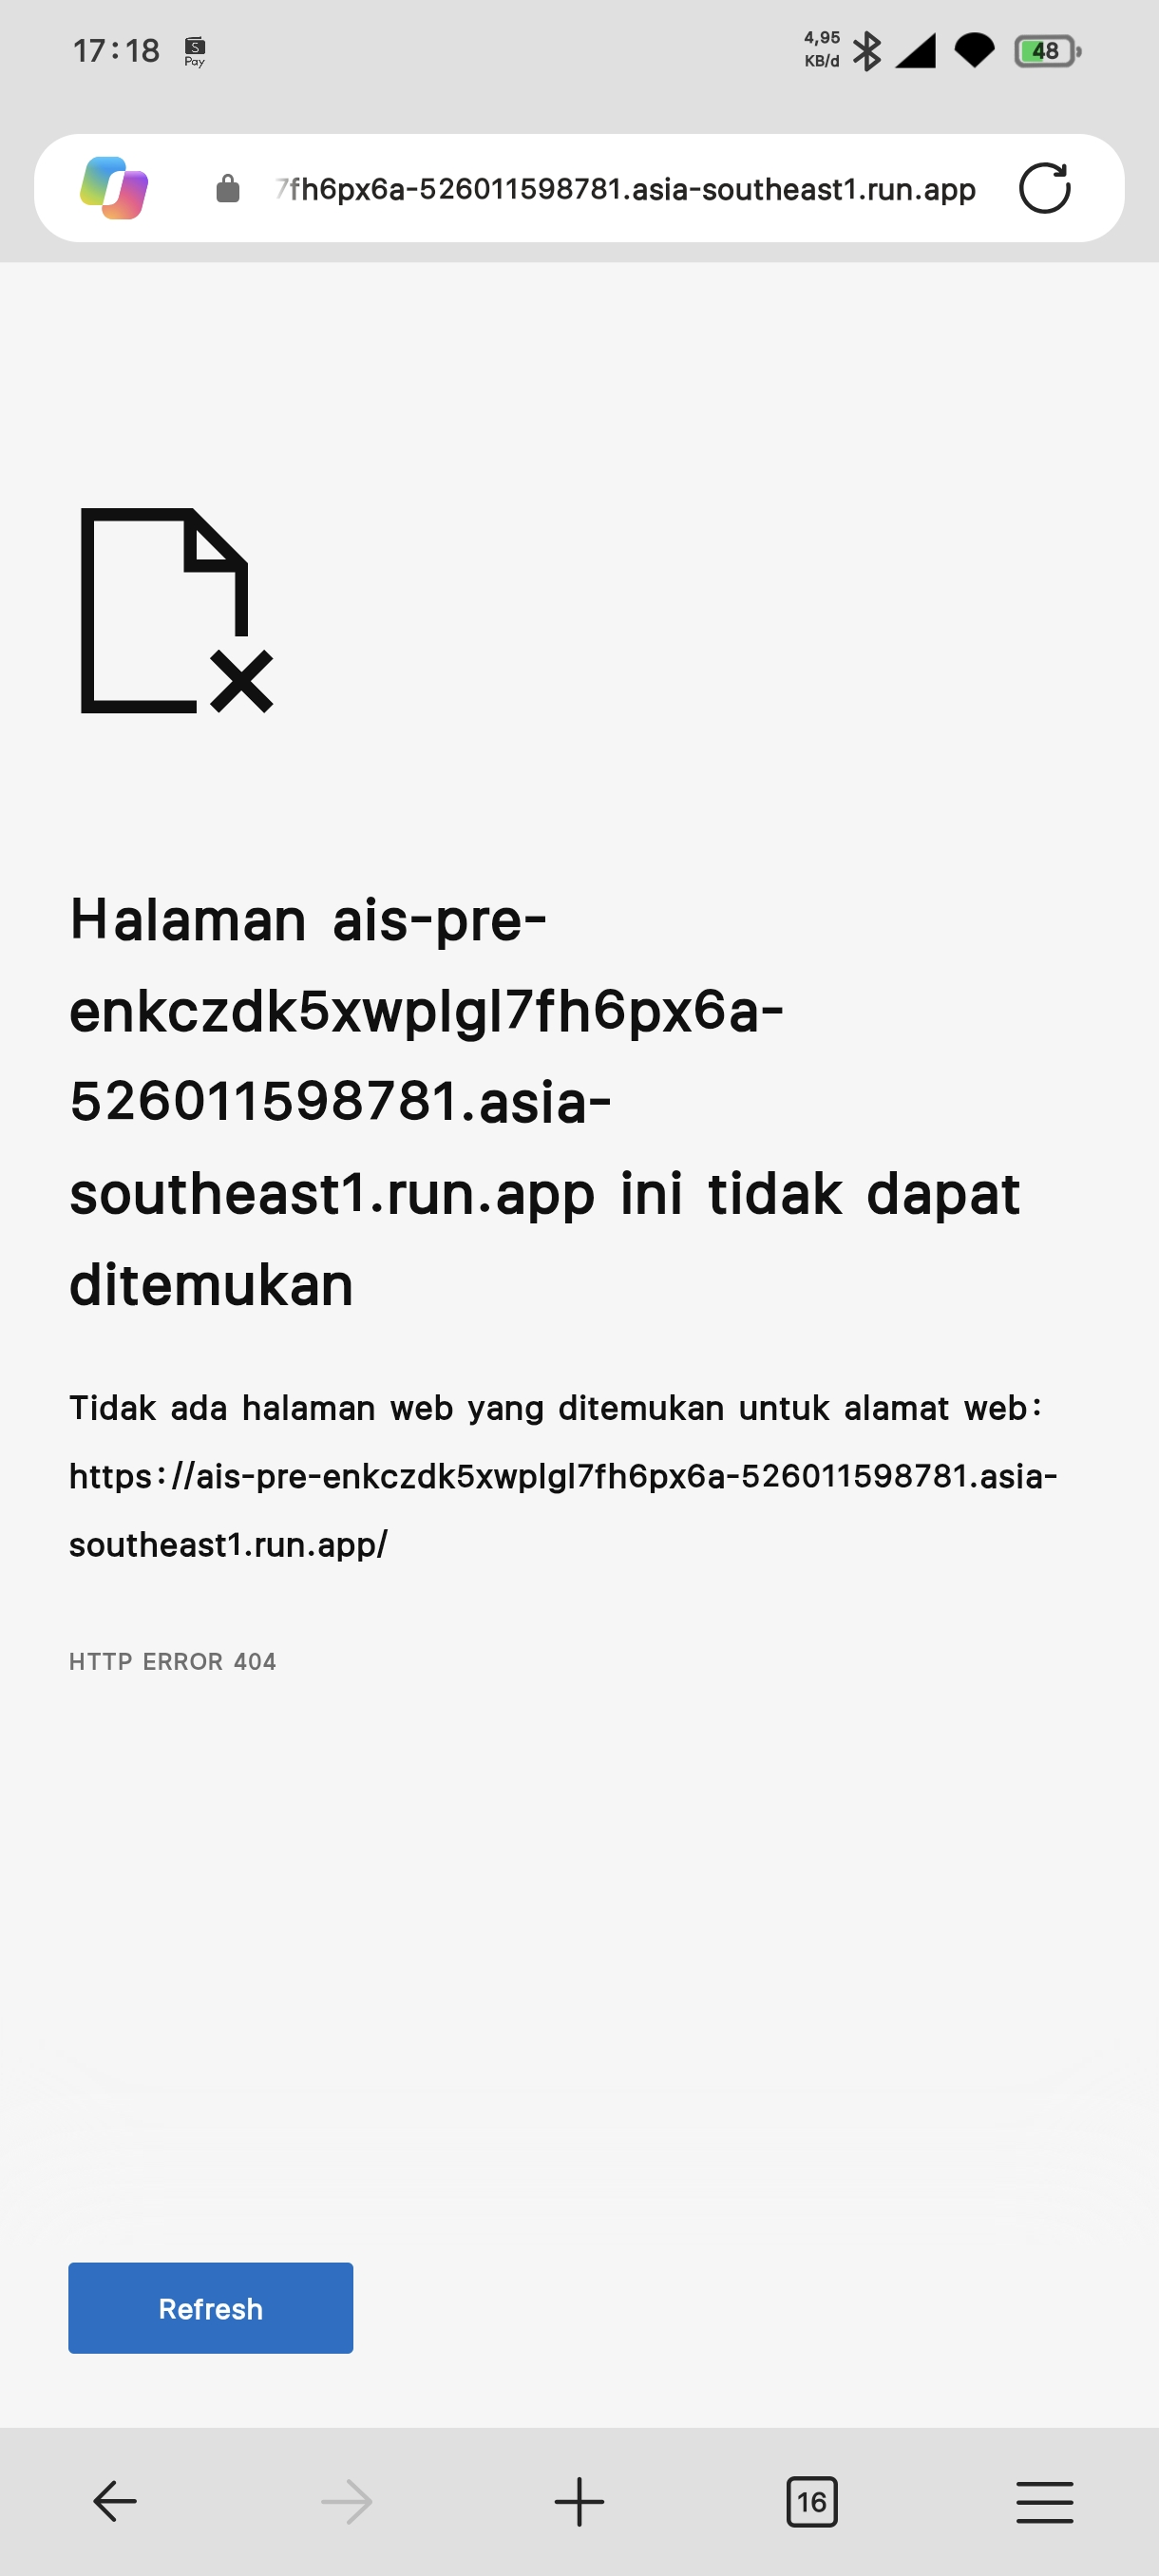 17:18
S
Pay
4,95
KB/d
48
7fh6px6a-526011598781.asia-southeast1.run.app
Halaman ais-pre-
enkczdk5xwplgl7fh6px6a-
526011598781.asia-
southeast1.run.app ini tidak dapat
ditemukan
Tidak ada halaman web yang ditemukan untuk alamat web:
https://ais-pre-enkczdk5xwplgl7fh6px6a-526011598781.asia-
southeast1.run.app/
HTTP ERROR 404
Refresh
16